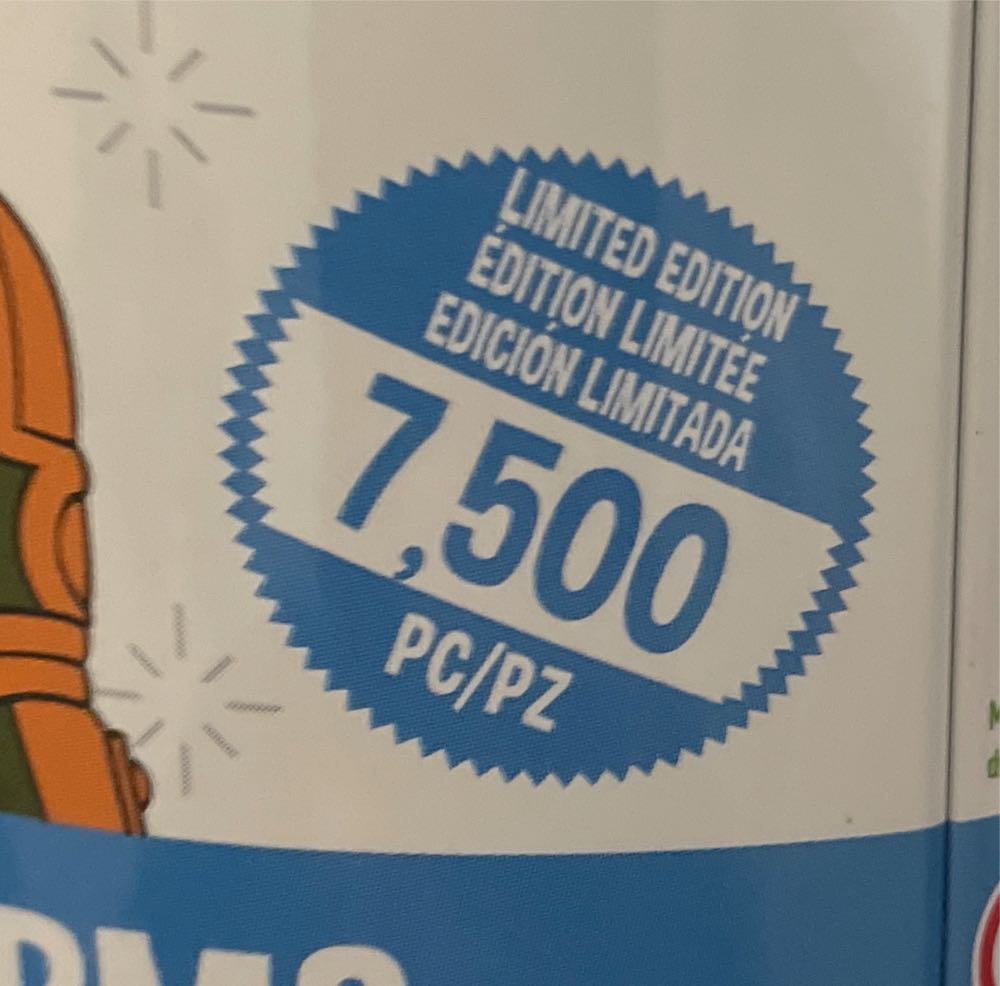 LIMITED EDITION
ÉDITION LIMITÉE
EDICIÓN LIMITADA
7,500
PC/PZ